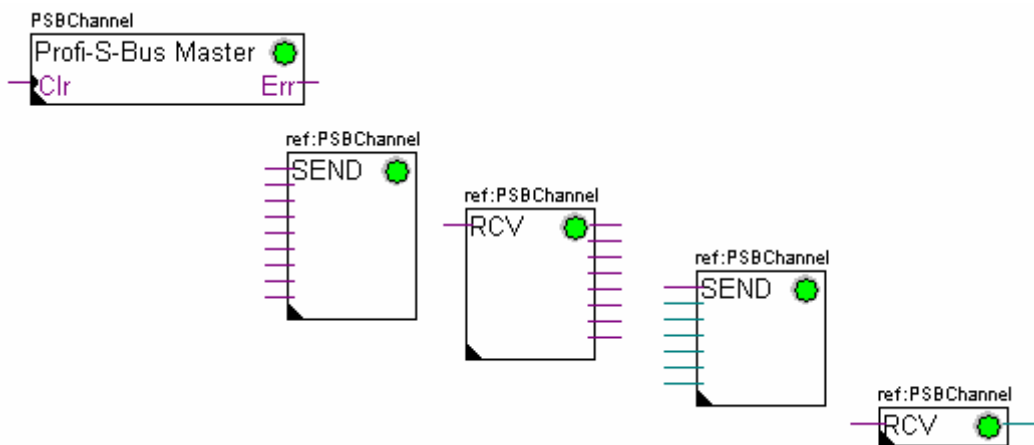 PSBChannel
Profi-S-Bus Master
Clr Err
ref:PSBChannel
SEND
ref:PSBChannel
RCV
ref:PSBChannel
SEND
ref:PSBChannel
RCV